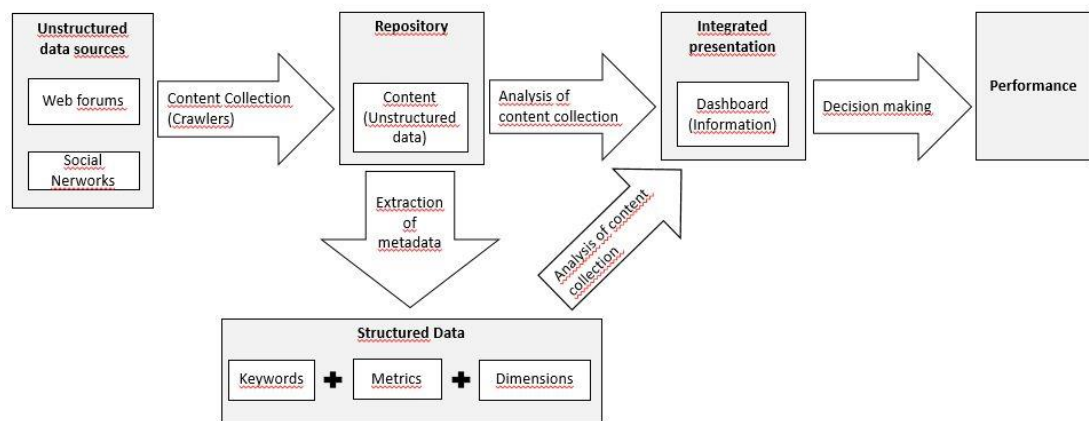 Unstructured
data sources
Web forums
Social
Nerworks
Content Collection
(Crawlers)
Repository
Content
(Unstructured
data)
Analysis of
content collection
Integrated
presentation
Dashboard
(Information)
Decision making
Performance
Extraction
of
metadata
Analysis of content
collection
Structured Data
Keywords
Metrics
Dimensions